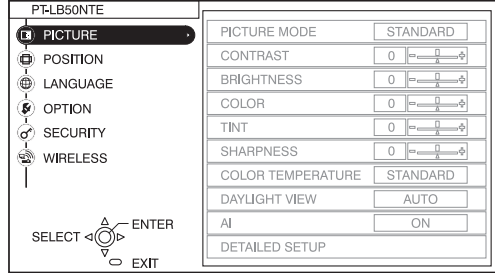 PT-LB50NTE
PICTURE
POSITION
LANGUAGE
OPTION
SECURITY
WIRELESS
ENTER
SELECT
EXIT
PICTURE MODE STANDARD
CONTRAST 0
BRIGHTNESS 0
COLOR 0
TINT 0
SHARPNESS 0
COLOR TEMPERATURE STANDARD
DAYLIGHT VIEW AUTO
AI ON
DETAILED SETUP